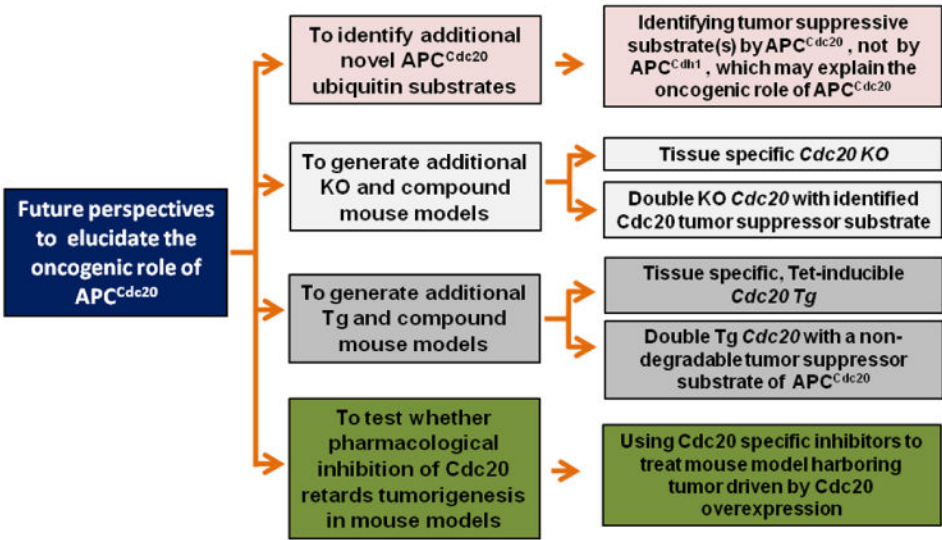 Future perspectives
to elucidate the
oncogenic role of
APC^Cdc20
To identify additional
novel APC^Cdc20
ubiquitin substrates
Identifying tumor suppressive
substrate(s) by APC^Cdc20, not by
APC^Cdh1, which may explain the
oncogenic role of APC^Cdc20
To generate additional
KO and compound
mouse models
Tissue specific Cdc20 KO
Double KO Cdc20 with identified
Cdc20 tumor suppressor substrate
To generate additional
Tg and compound
mouse models
Tissue specific, Tet-inducible
Cdc20 Tg
Double Tg Cdc20 with a non-
degradable tumor suppressor
substrate of APC^Cdc20
To test whether
pharmacological
inhibition of Cdc20
retards tumorigenesis
in mouse models
Using Cdc20 specific inhibitors to
treat mouse model harboring
tumor driven by Cdc20
overexpression